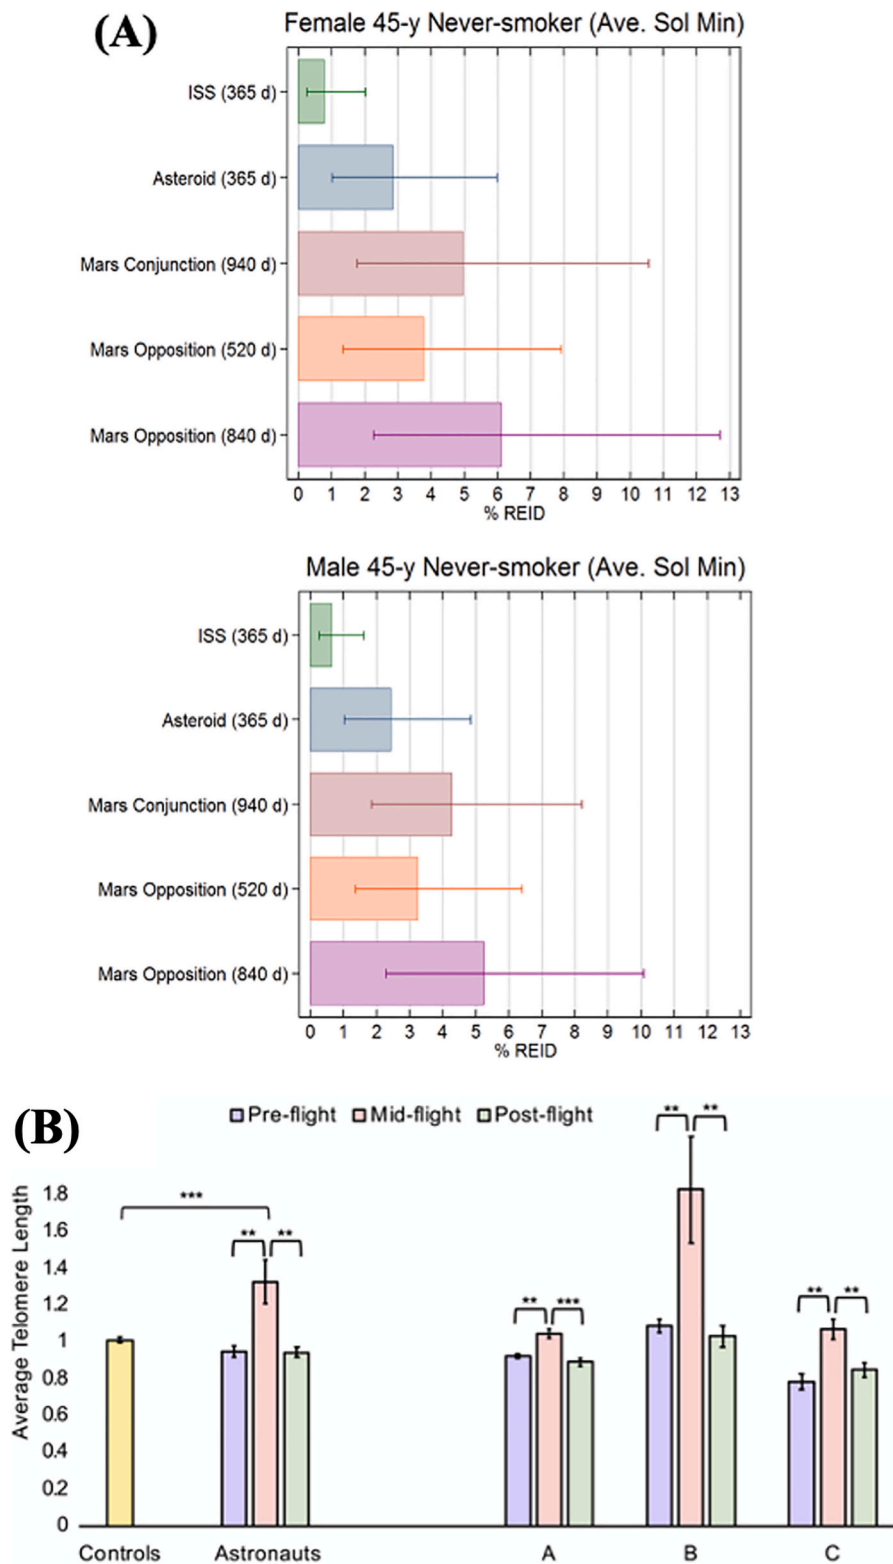 (A)
Female 45-y Never-smoker (Ave. Sol Min)
ISS (365 d)
Asteroid (365 d)
Mars Conjunction (940 d)
Mars Opposition (520 d)
Mars Opposition (840 d)
0 1 2 3 4 5 6 7 8 9 10 11 12 13
% REID
Male 45-y Never-smoker (Ave. Sol Min)
ISS (365 d)
Asteroid (365 d)
Mars Conjunction (940 d)
Mars Opposition (520 d)
Mars Opposition (840 d)
0 1 2 3 4 5 6 7 8 9 10 11 12 13
% REID
(B)
Pre-flight Mid-flight Post-flight
Average Telomere Length
** **
*** ** **
** ***
** **
1.8
1.6
1.4
1.2
1
0.8
0.6
0.4
0.2
0
Controls Astronauts A B C